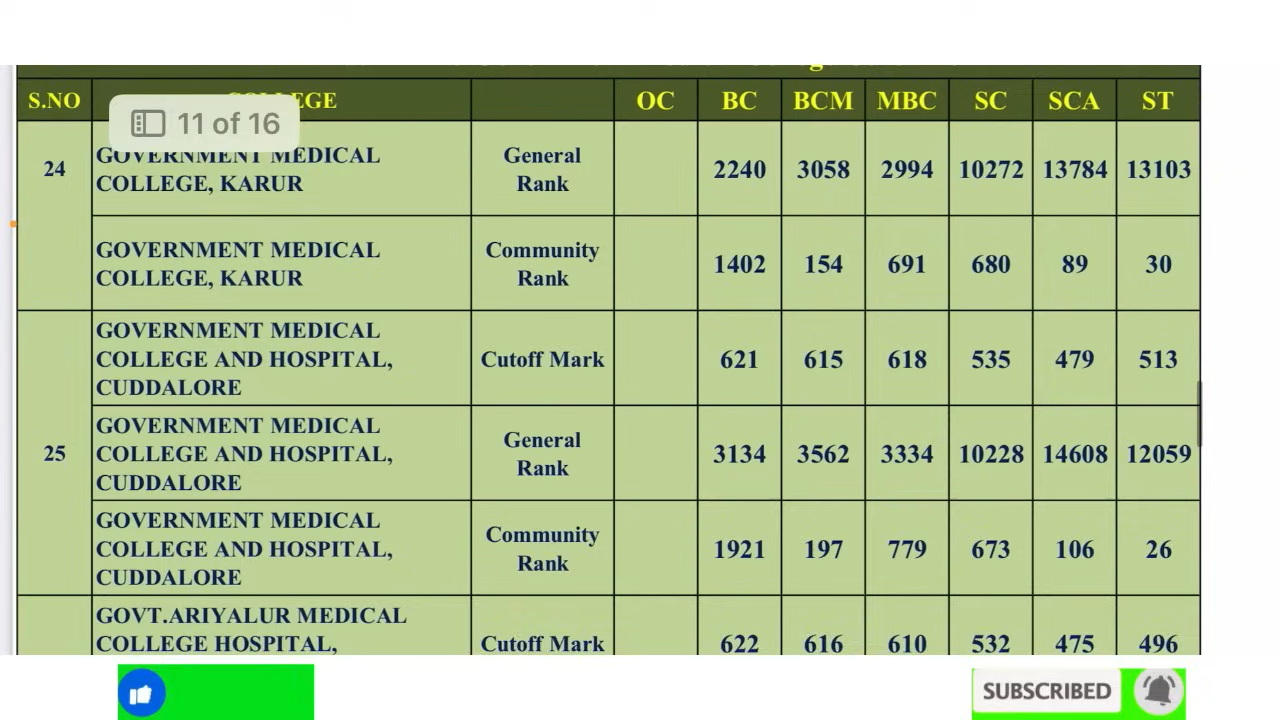 S.NO COLLEGE OC BC BCM MBC SC SCA ST
11 of 16
24
GOVERNMENT MEDICAL
COLLEGE, KARUR
General
Rank
2240 3058 2994 10272 13784 13103
GOVERNMENT MEDICAL
COLLEGE, KARUR
Community
Rank
1402 154 691 680 89 30
25
GOVERNMENT MEDICAL
COLLEGE AND HOSPITAL,
CUDDALORE
Cutoff Mark
621 615 618 535 479 513
GOVERNMENT MEDICAL
COLLEGE AND HOSPITAL,
CUDDALORE
General
Rank
3134 3562 3334 10228 14608 12059
GOVERNMENT MEDICAL
COLLEGE AND HOSPITAL,
CUDDALORE
Community
Rank
1921 197 779 673 106 26
GOVT.ARIYALUR MEDICAL
COLLEGE HOSPITAL,
Cutoff Mark
622 616 610 532 475 496
SUBSCRIBED